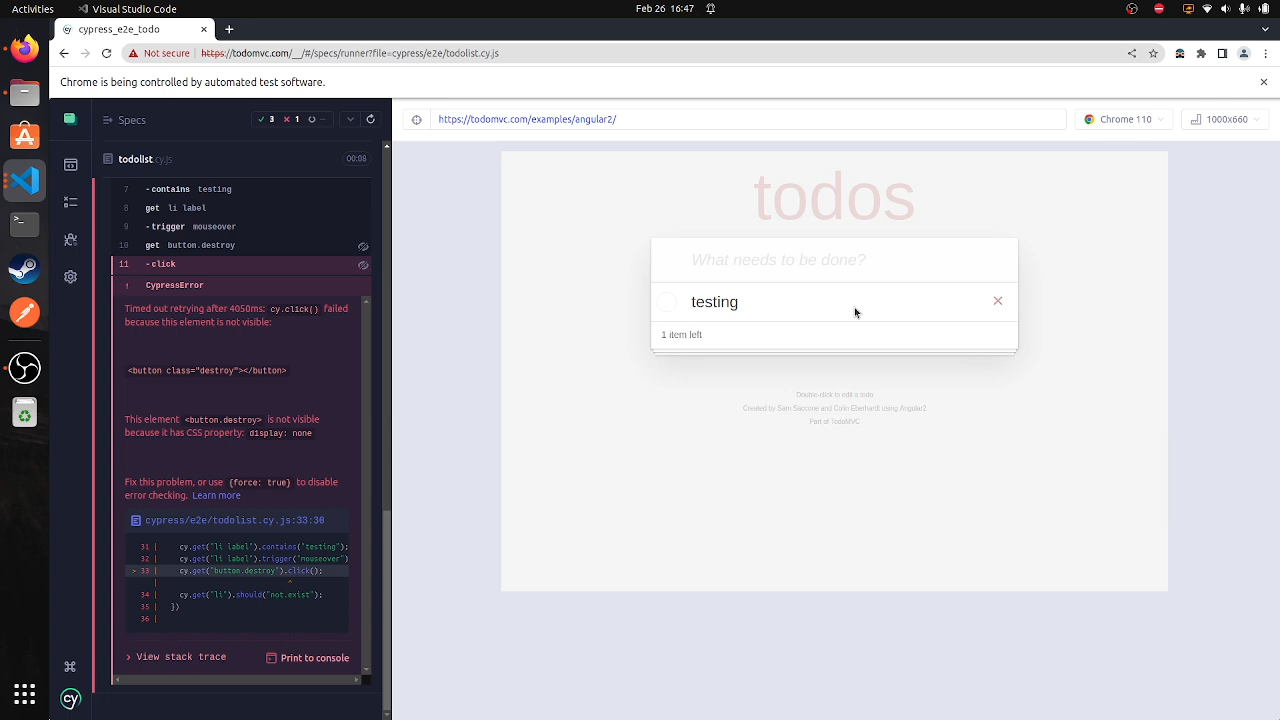 Activities
Visual Studio Code
Feb 26 11:47
cypress_e2e_todo
Not secure
https://todomvc.com/__/#/specs/runner?file=cypress/e2e/todolist.cy.js
Chrome is being controlled by automated test software.
Specs
3
1
--
https://todomvc.com/examples/angular2/
Chrome 110
1000x660
todolist.cy.js
00:08
7 -contains testing
8 get li label
9 -trigger mouseover
10 get button.destroy
11 -click
! CypressError
Timed out retrying after 4050ms: cy.click() failed
because this element is not visible:
<button class="destroy"></button>
This element <button.destroy> is not visible
because it has CSS property: display: none
Fix this problem, or use {force: true} to disable
error checking. Learn more
cypress/e2e/todolist.cy.js:33:30
31 | cy.get("li label").contains("testing");
32 | cy.get("li label").trigger("mouseover")
> 33 | cy.get("button.destroy").click();
| ^
34 | cy.get("li").should("not.exist");
35 | })
36 |
> View stack trace
Print to console
cy
todos
What needs to be done?
testing
1 item left
Double-click to edit a todo
Created by Sam Saccone and Colin Eberhardt using Angular2
Part of TodoMVC